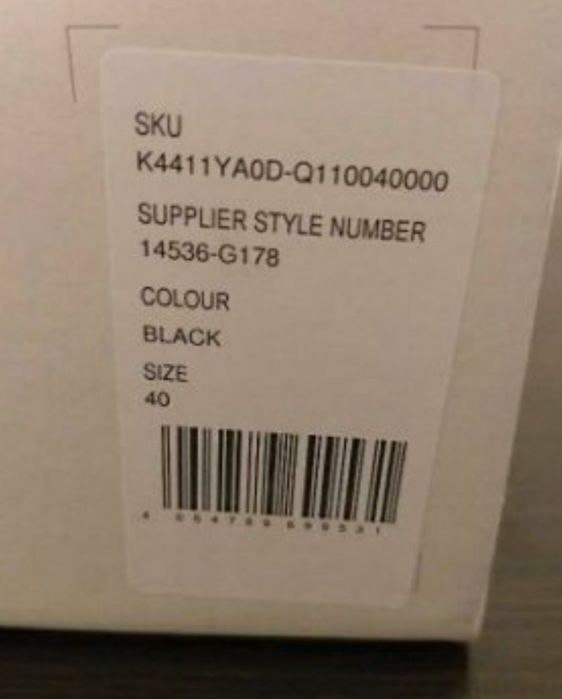 SKU
K4411YA0D-Q110040000
SUPPLIER STYLE NUMBER
14536-G178
COLOUR
BLACK
SIZE
40